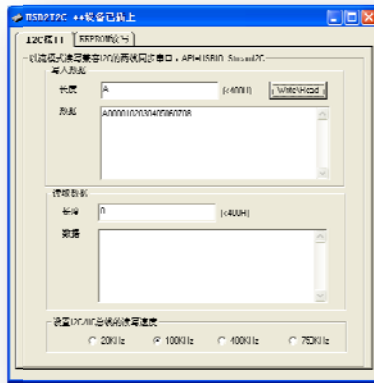 USB2I2C **设备已插上
I2C接口 EEPROM读写
以流模式读写兼容I2C的两线同步串口，API=USBIO_StreamI2C
写入数据
长度 A (<400H) Write/Read
数据 A0000102030405060708
读取数据
长度 0 (<400H)
数据
设置I2C/IIC总线的读写速度
20KHz 100KHz 400KHz 750KHz